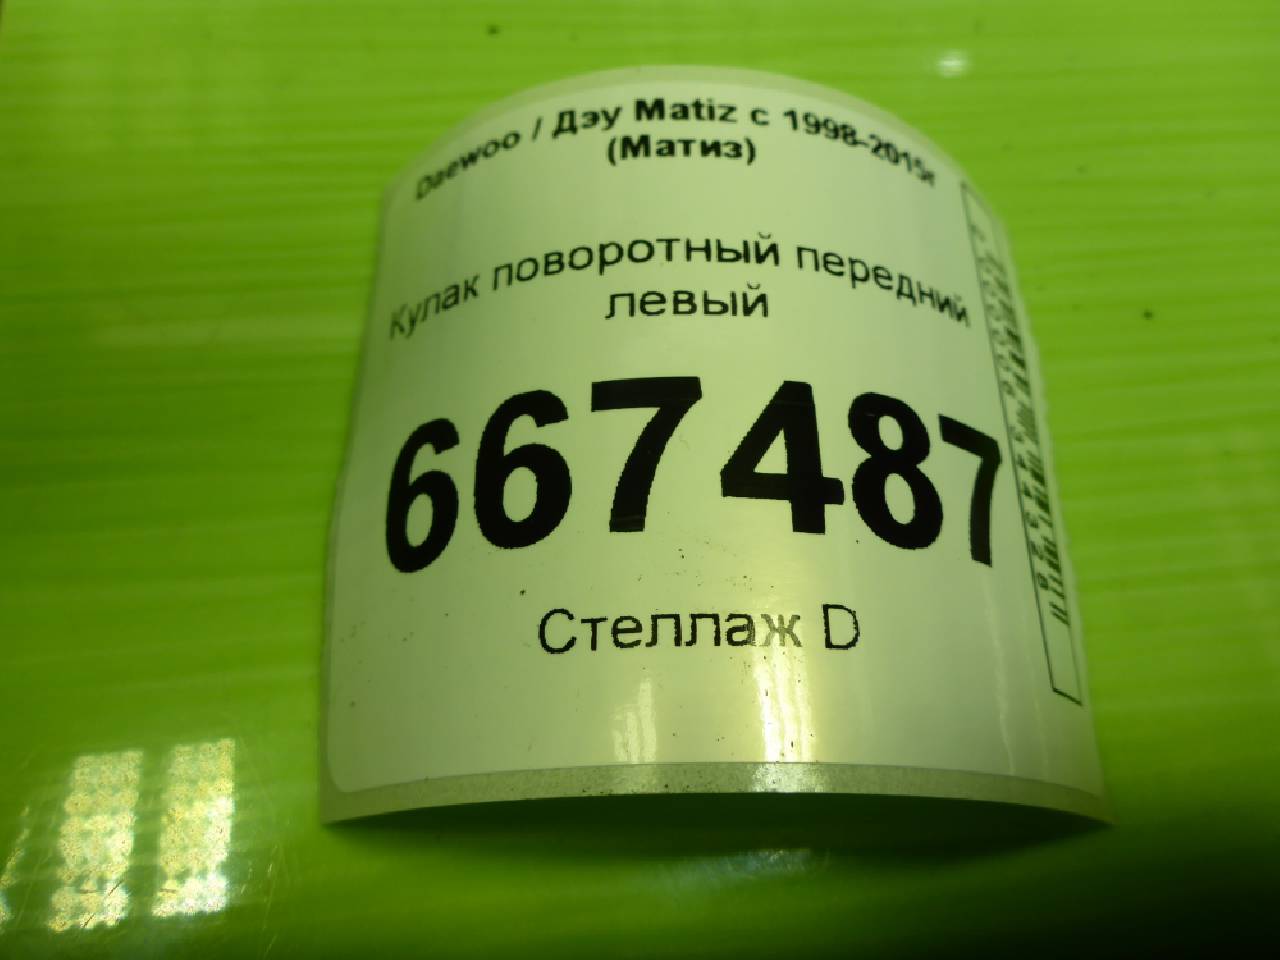 Daewoo / Дэу Matiz с 1998-2015г
(Матиз)
Кулак поворотный передний
левый
667487
Стеллаж D